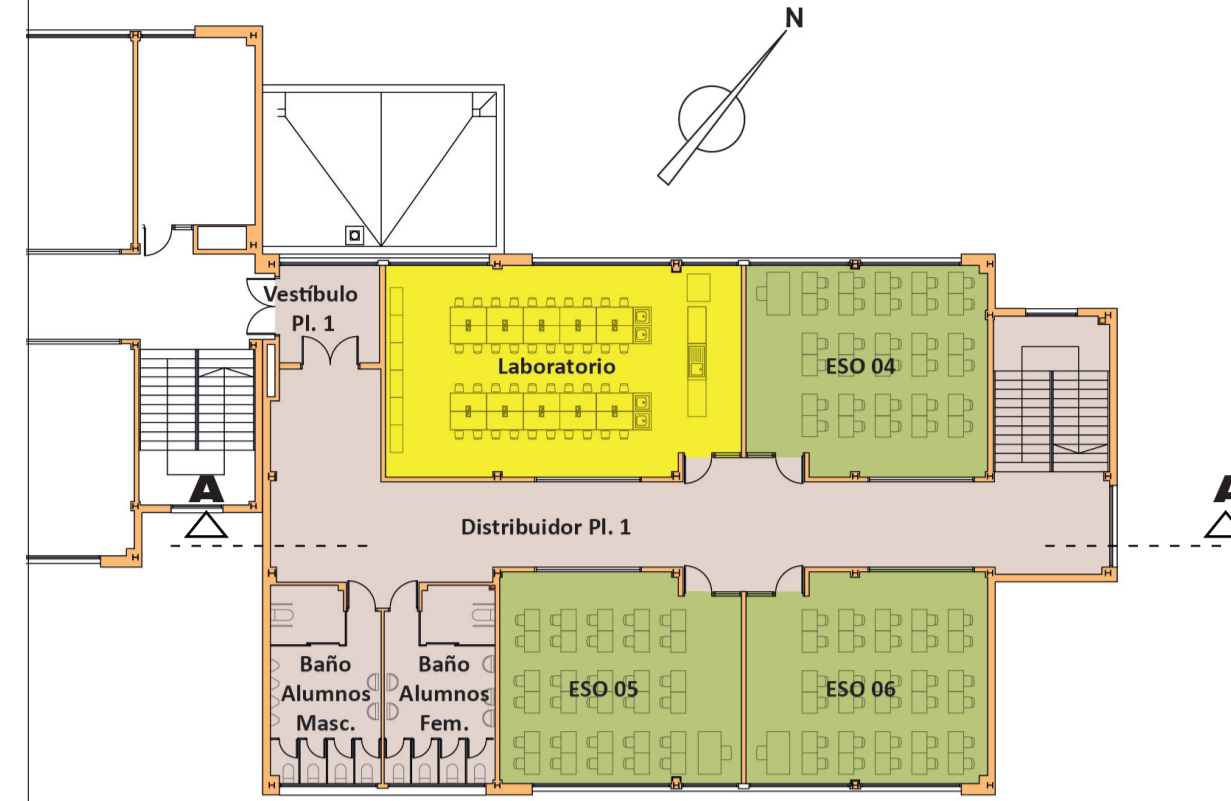 N
Vestíbulo
Pl. 1
Laboratorio
ESO 04
A
A
Distribuidor Pl. 1
Baño
Alumnos
Masc.
Baño
Alumnos
Fem.
ESO 05
ESO 06